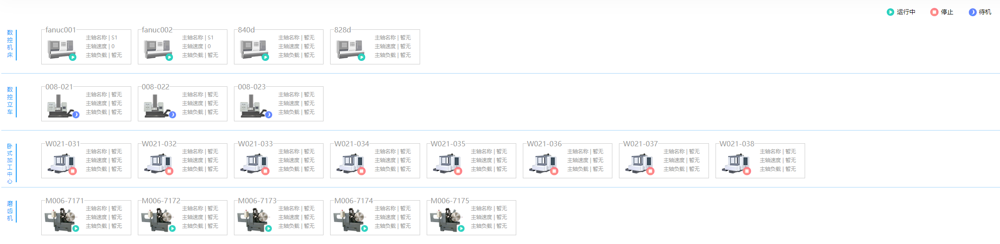 运行中 停止 待机
数控机床
fanuc001 fanuc002 840d 828d
主轴名称 | S1 主轴名称 | S1 主轴名称 | 暂无 主轴名称 | 暂无
主轴速度 | 0 主轴速度 | 0 主轴速度 | 暂无 主轴速度 | 暂无
主轴负载 | 暂无 主轴负载 | 暂无 主轴负载 | 暂无 主轴负载 | 暂无
数控立车
008-021 008-022 008-023
主轴名称 | 暂无 主轴名称 | 暂无 主轴名称 | 暂无
主轴速度 | 暂无 主轴速度 | 暂无 主轴速度 | 暂无
主轴负载 | 暂无 主轴负载 | 暂无 主轴负载 | 暂无
卧式加工中心
W021-031 W021-032 W021-033 W021-034 W021-035 W021-036 W021-037 W021-038
主轴名称 | 暂无 主轴名称 | 暂无 主轴名称 | 暂无 主轴名称 | 暂无 主轴名称 | 暂无 主轴名称 | 暂无 主轴名称 | 暂无 主轴名称 | 暂无
主轴速度 | 暂无 主轴速度 | 暂无 主轴速度 | 暂无 主轴速度 | 暂无 主轴速度 | 暂无 主轴速度 | 暂无 主轴速度 | 暂无 主轴速度 | 暂无
主轴负载 | 暂无 主轴负载 | 暂无 主轴负载 | 暂无 主轴负载 | 暂无 主轴负载 | 暂无 主轴负载 | 暂无 主轴负载 | 暂无 主轴负载 | 暂无
磨齿机
M006-7171 M006-7172 M006-7173 M006-7174 M006-7175
主轴名称 | 暂无 主轴名称 | 暂无 主轴名称 | 暂无 主轴名称 | 暂无 主轴名称 | 暂无
主轴速度 | 暂无 主轴速度 | 暂无 主轴速度 | 暂无 主轴速度 | 暂无 主轴速度 | 暂无
主轴负载 | 暂无 主轴负载 | 暂无 主轴负载 | 暂无 主轴负载 | 暂无 主轴负载 | 暂无